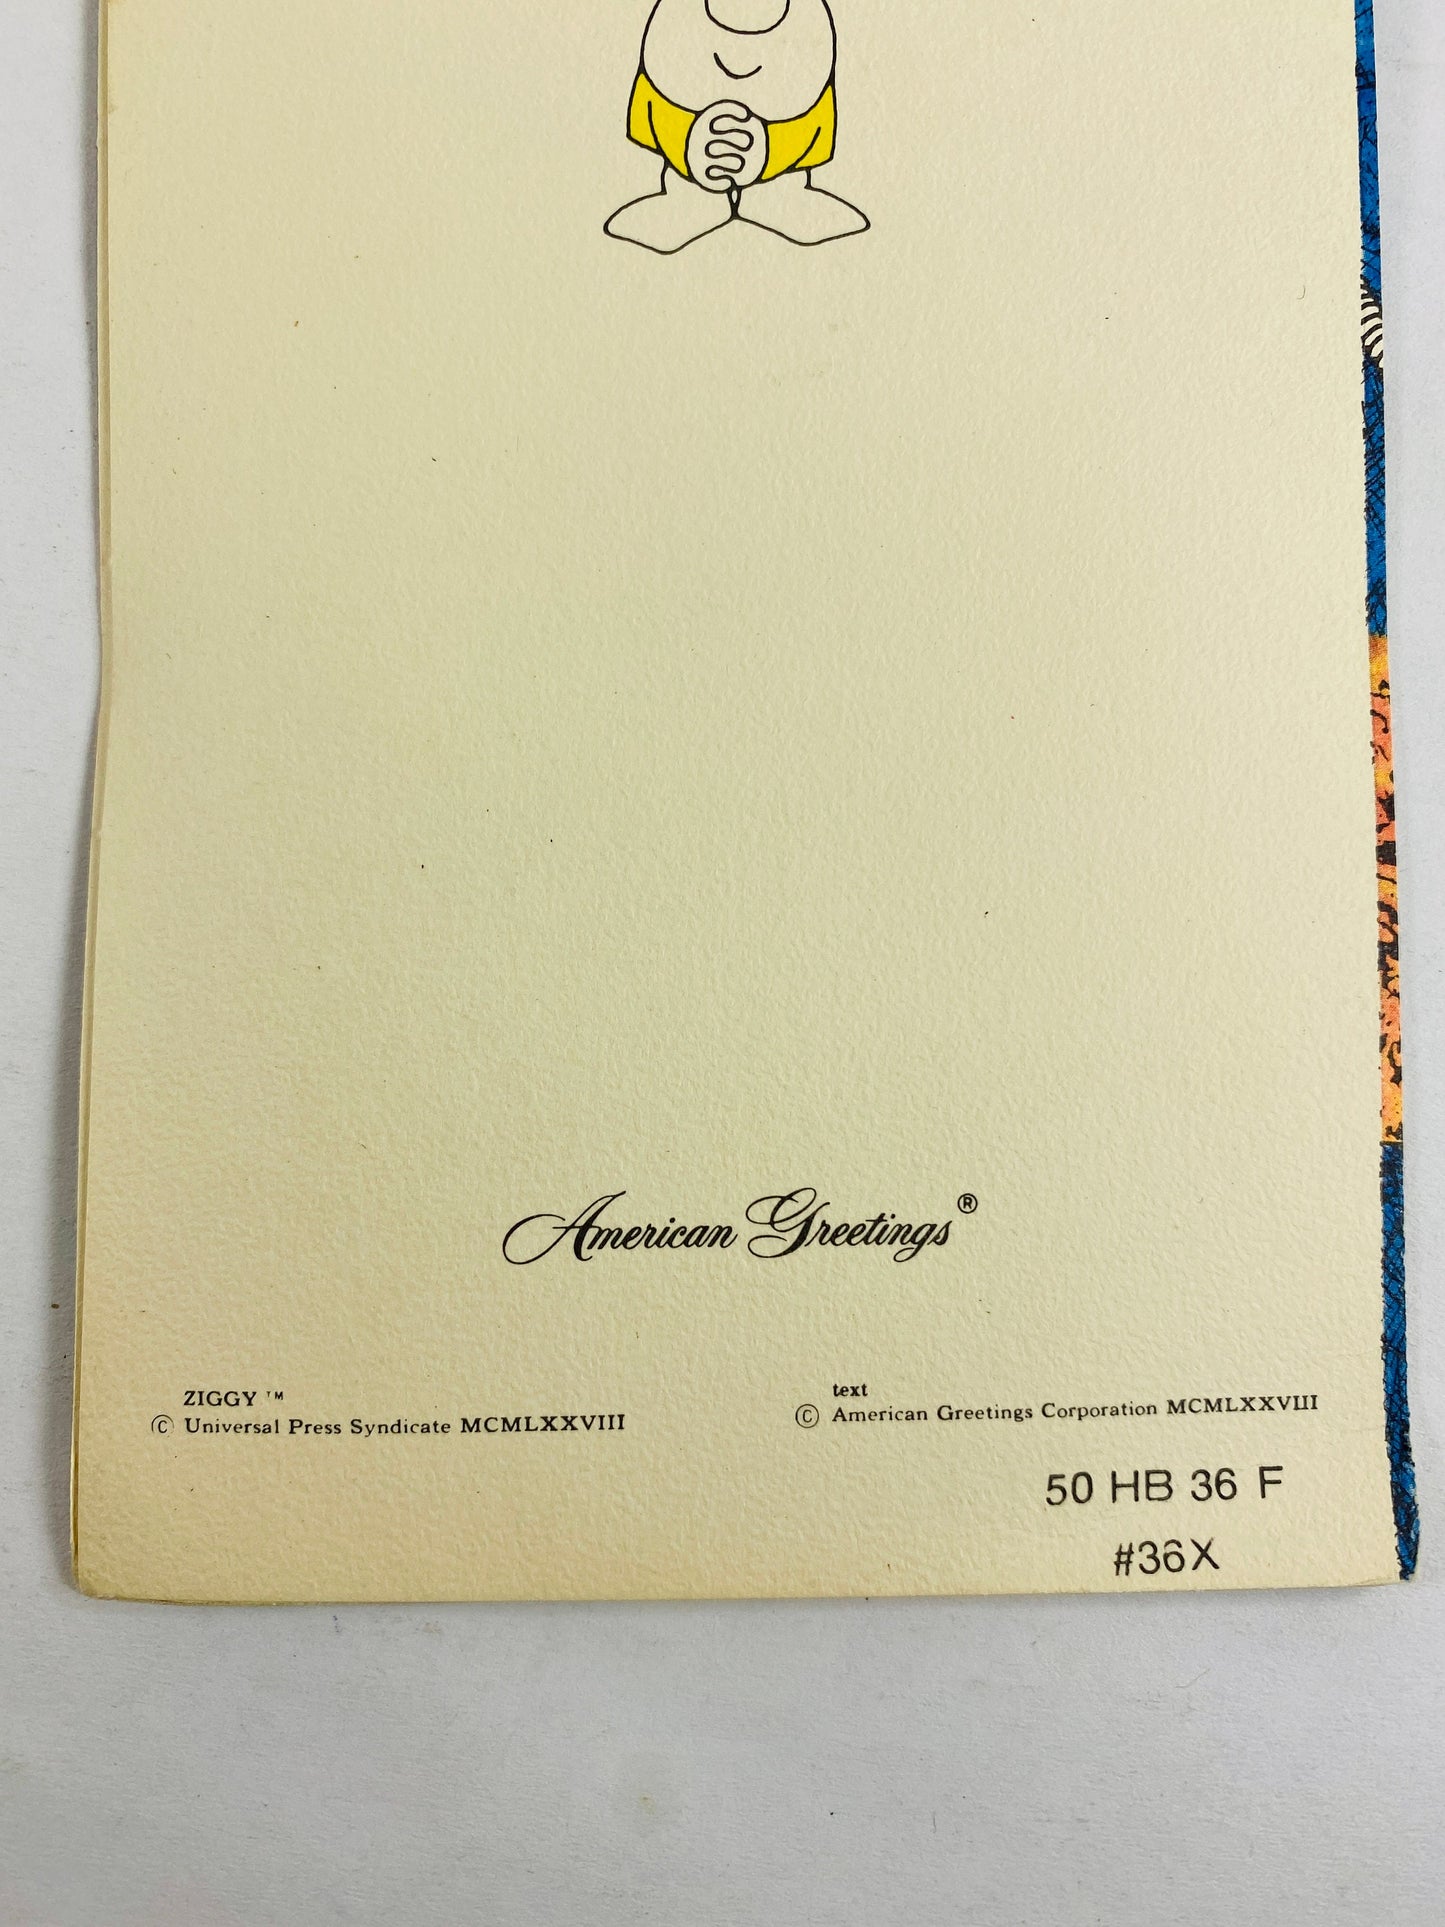 American Greetings®
ZIGGY™
© Universal Press Syndicate MCMLXXVIII
text
© American Greetings Corporation MCMLXXVIII
50 HB 36 F
#36X